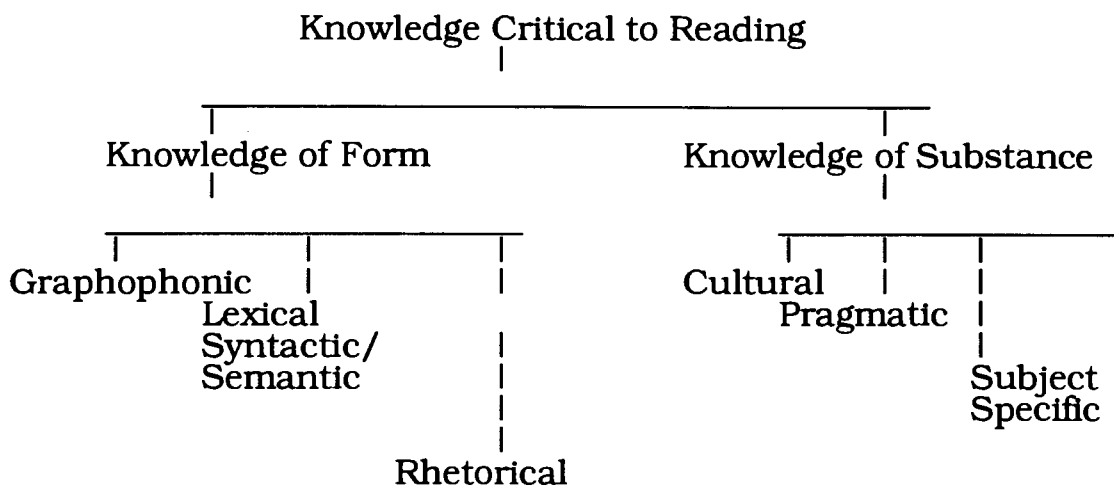 Knowledge Critical to Reading
Knowledge of Form
Knowledge of Substance
Graphophonic
Lexical
Syntactic/
Semantic
Rhetorical
Cultural
Pragmatic
Subject
Specific